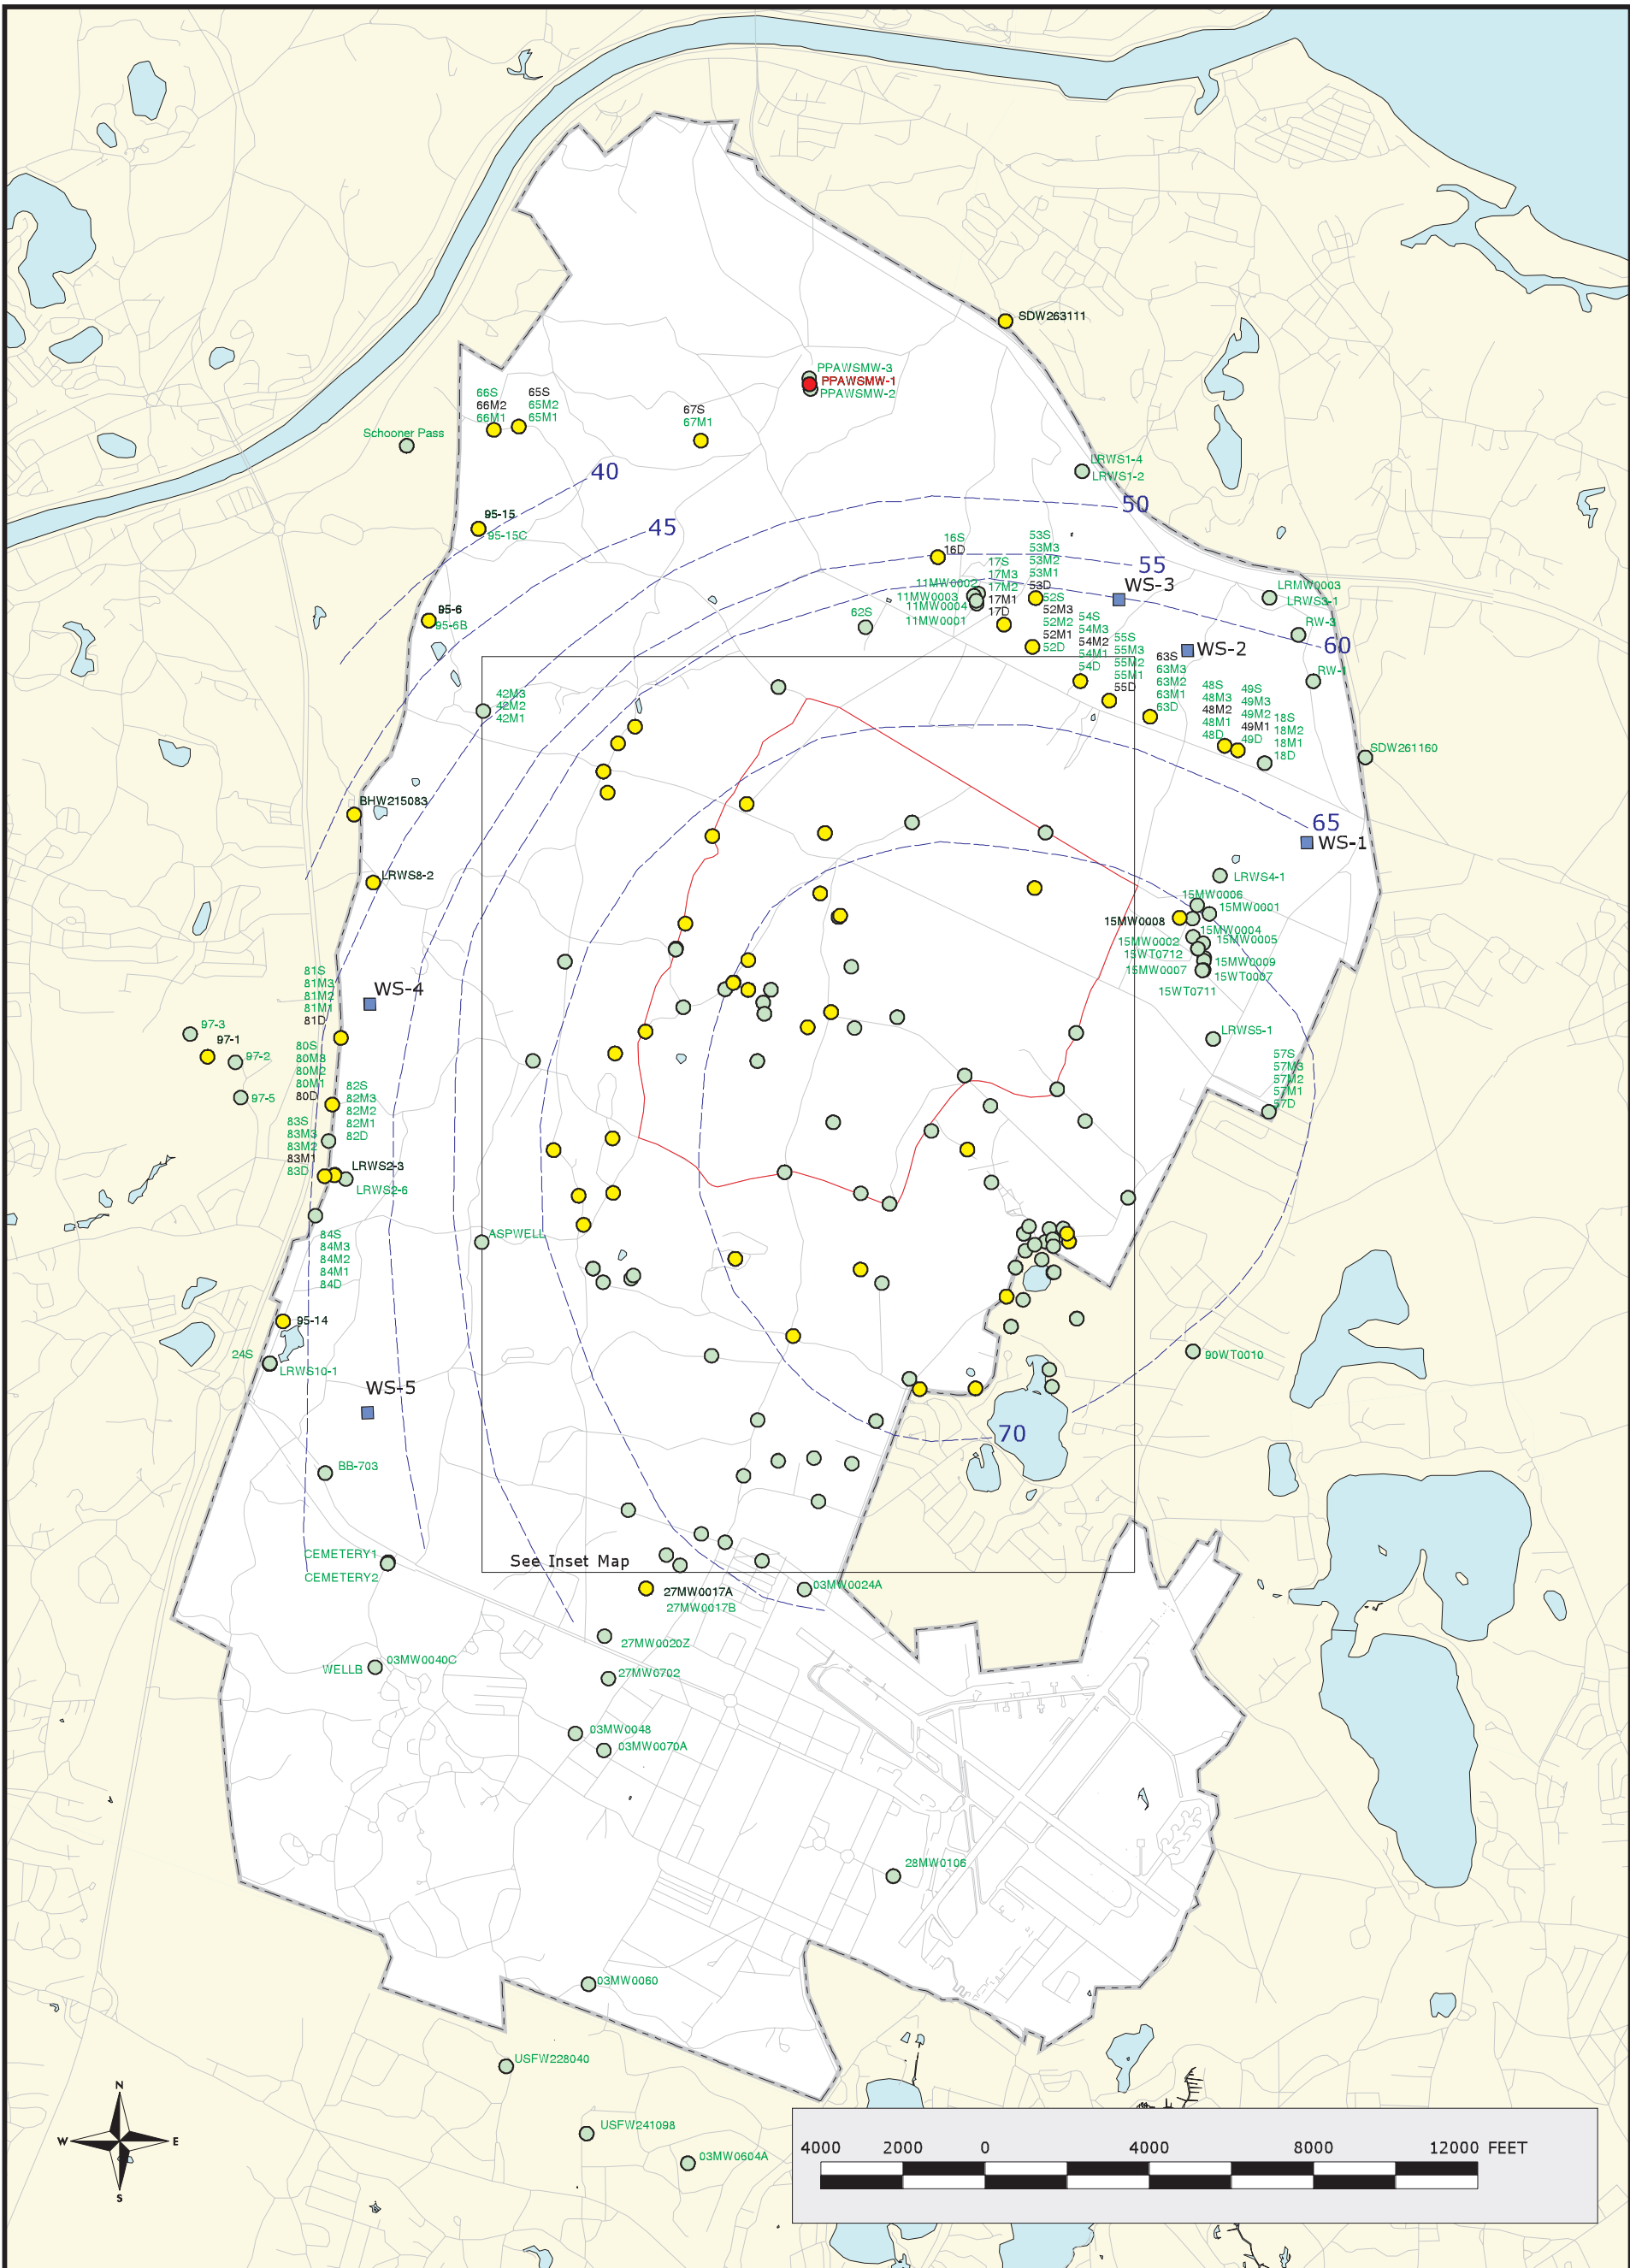 SDW263111
PPAWSMW-3
PPAWSMW-1
PPAWSMW-2
66S
66M2
66M1
65S
65M2
65M1
67S
67M1
Schooner Pass
LRWS1-4
LRWS1-2
40
45
50
95-15
95-15C
16S
16D
53S
53M3
53M2
53M1
53D
55
17S
17M3
17M2
17M1
17D
11MW0002
11MW0003
11MW0004
11MW0001
WS-3
LRMW0003
LRWS3-1
95-6
95-6B
62S
52S
52M3
52M2
52M1
52D
54S
54M3
54M2
54M1
54D
55S
55M3
55M2
55M1
55D
RW-3
60
WS-2
63S
63M3
63M2
63M1
63D
RW-1
42M3
42M2
42M1
48S
48M3
48M2
48M1
48D
49S
49M3
49M2
49M1
49D
18S
18M2
18M1
18D
SDW261160
BHW215083
65
WS-1
LRWS8-2
LRWS4-1
15MW0006
15MW0001
15MW0008
15MW0004
15MW0002
15MW0005
15WT0712
15MW0009
15MW0007
15WT0007
15WT0711
81S
81M3
81M2
81M1
81D
WS-4
97-3
97-1
97-2
97-5
LRWS5-1
80S
80M3
80M2
80M1
80D
82S
82M3
82M2
82M1
82D
57S
57M3
57M2
57M1
57D
83S
83M3
83M2
83M1
83D
LRWS2-3
LRWS2-6
84S
84M3
84M2
84M1
84D
ASPWELL
95-14
24S
LRWS10-1
90WT0010
WS-5
70
BB-703
CEMETERY1
CEMETERY2
See Inset Map
27MW0017A
27MW0017B
03MW0024A
27MW0020Z
WELLB
03MW0040C
27MW0702
03MW0048
03MW0070A
28MW0106
03MW0060
USFW228040
USFW241098
03MW0604A
N
W
E
S
4000 2000 0 4000 8000 12000 FEET